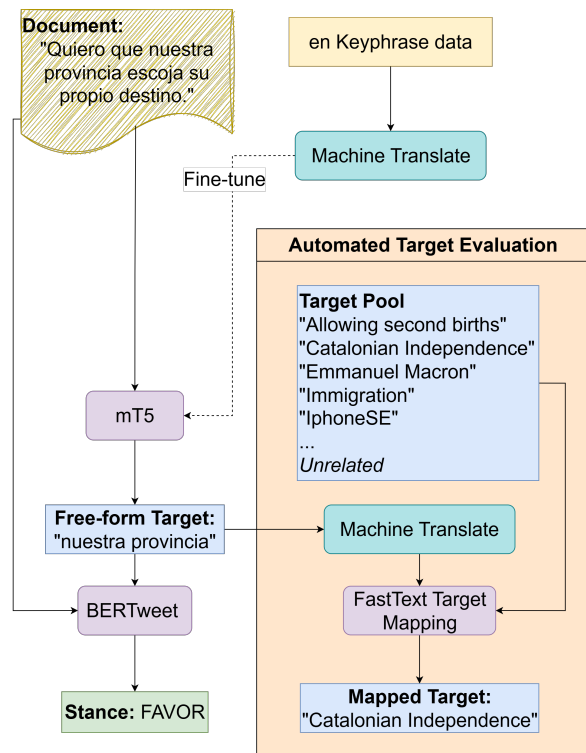 Document:
"Quiero que nuestra
provincia escoja su
propio destino."
en Keyphrase data
Machine Translate
Fine-tune
Automated Target Evaluation
Target Pool
"Allowing second births"
"Catalonian Independence"
"Emmanuel Macron"
"Immigration"
"IphoneSE"
...
Unrelated
mT5
Free-form Target:
"nuestra provincia"
Machine Translate
BERTweet
FastText Target
Mapping
Stance: FAVOR
Mapped Target:
"Catalonian Independence"